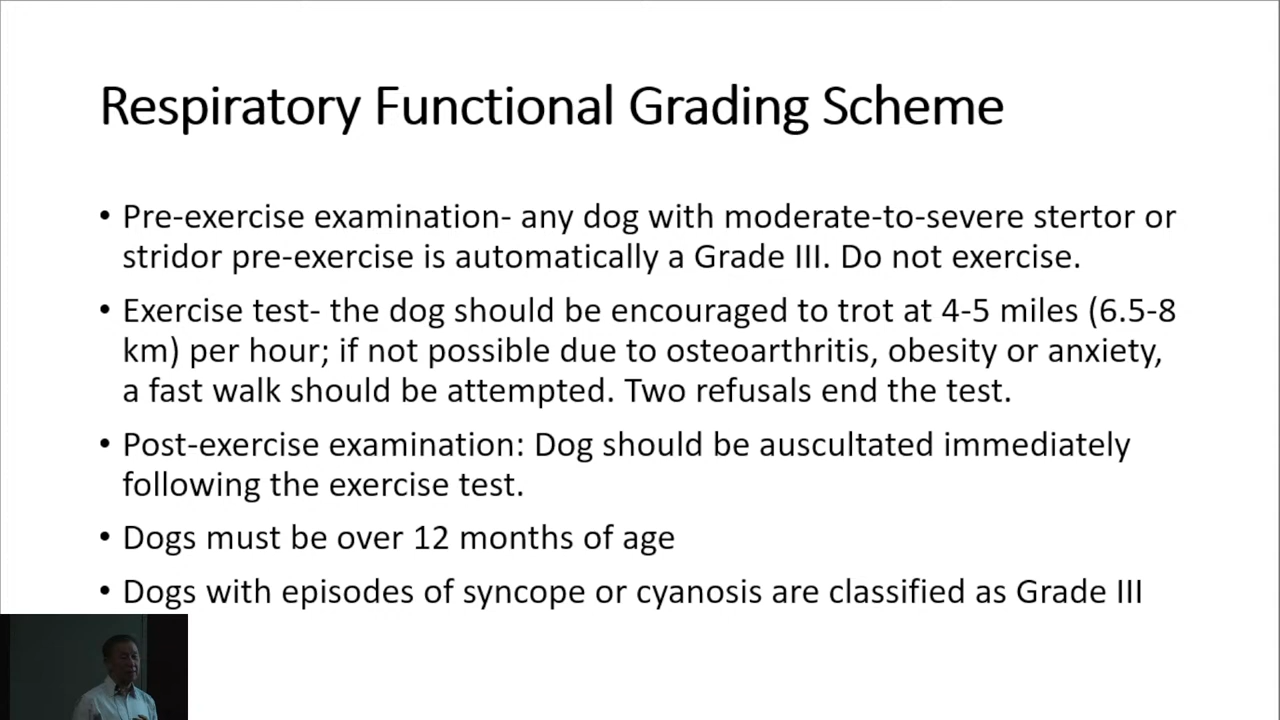 Respiratory Functional Grading Scheme
• Pre-exercise examination- any dog with moderate-to-severe stertor or
stridor pre-exercise is automatically a Grade III. Do not exercise.
• Exercise test- the dog should be encouraged to trot at 4-5 miles (6.5-8
km) per hour; if not possible due to osteoarthritis, obesity or anxiety,
a fast walk should be attempted. Two refusals end the test.
• Post-exercise examination: Dog should be auscultated immediately
following the exercise test.
• Dogs must be over 12 months of age
• Dogs with episodes of syncope or cyanosis are classified as Grade III